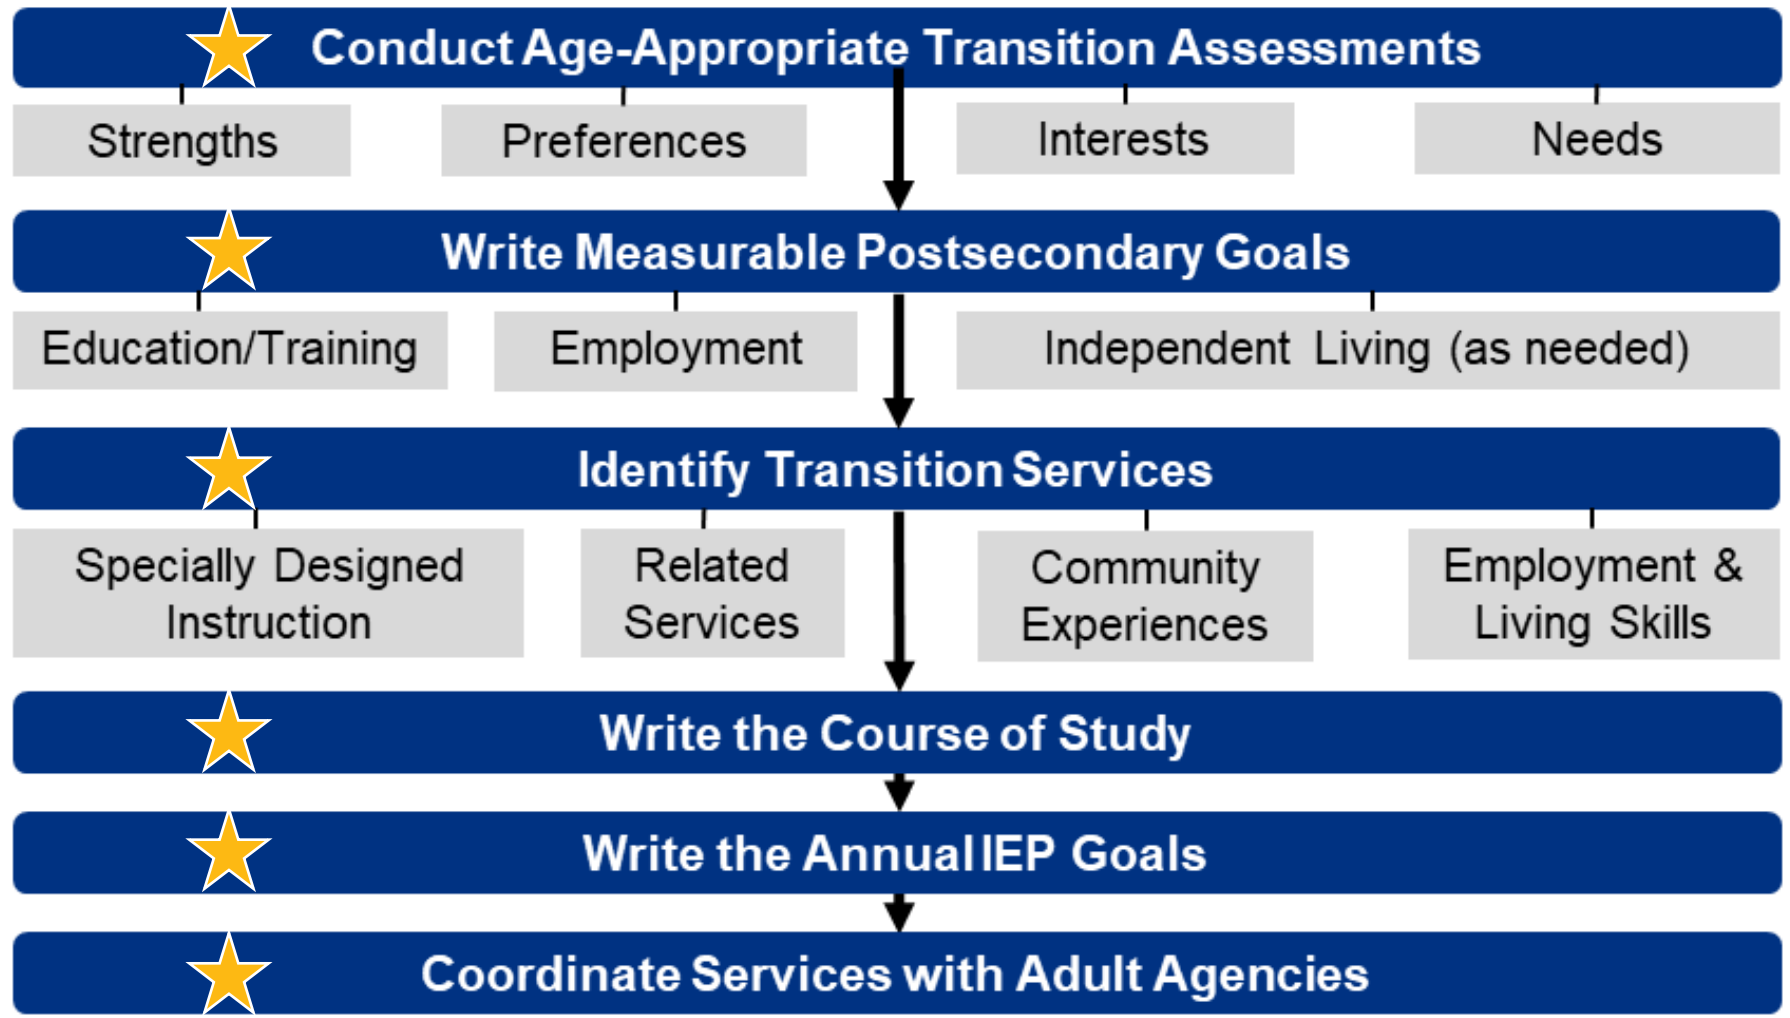 Conduct Age-Appropriate Transition Assessments
Strengths
Preferences
Interests
Needs
Write Measurable Postsecondary Goals
Education/Training
Employment
Independent Living (as needed)
Identify Transition Services
Specially Designed
Instruction
Related
Services
Community
Experiences
Employment &
Living Skills
Write the Course of Study
Write the Annual IEP Goals
Coordinate Services with Adult Agencies